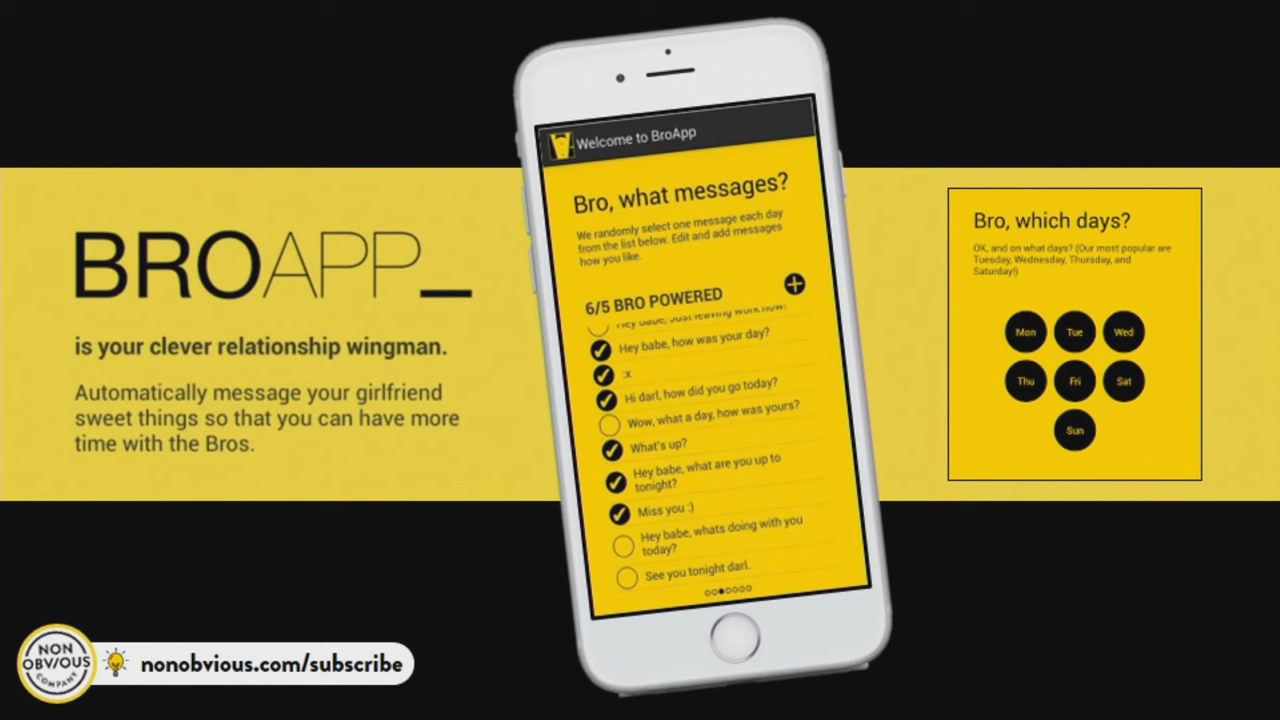 BROAPP_
is your clever relationship wingman.
Automatically message your girlfriend
sweet things so that you can have more
time with the Bros.
Welcome to BroApp
Bro, what messages?
We randomly select one message each day
from the list below. Edit and add messages
how you like.
6/5 BRO POWERED
Hey babe, Just leaving work now!
Hey babe, how was your day?
:x
Hi darl, how did you go today?
Wow, what a day, how was yours?
What's up?
Hey babe, what are you up to
tonight?
Miss you :)
Hey babe, whats doing with you
today?
See you tonight darl.
Bro, which days?
OK, and on what days? (Our most popular are
Tuesday, Wednesday, Thursday, and
Saturday!)
Mon Tue Wed
Thu Fri Sat
Sun
NON
OBV/OUS
COMPANY
nonobvious.com/subscribe